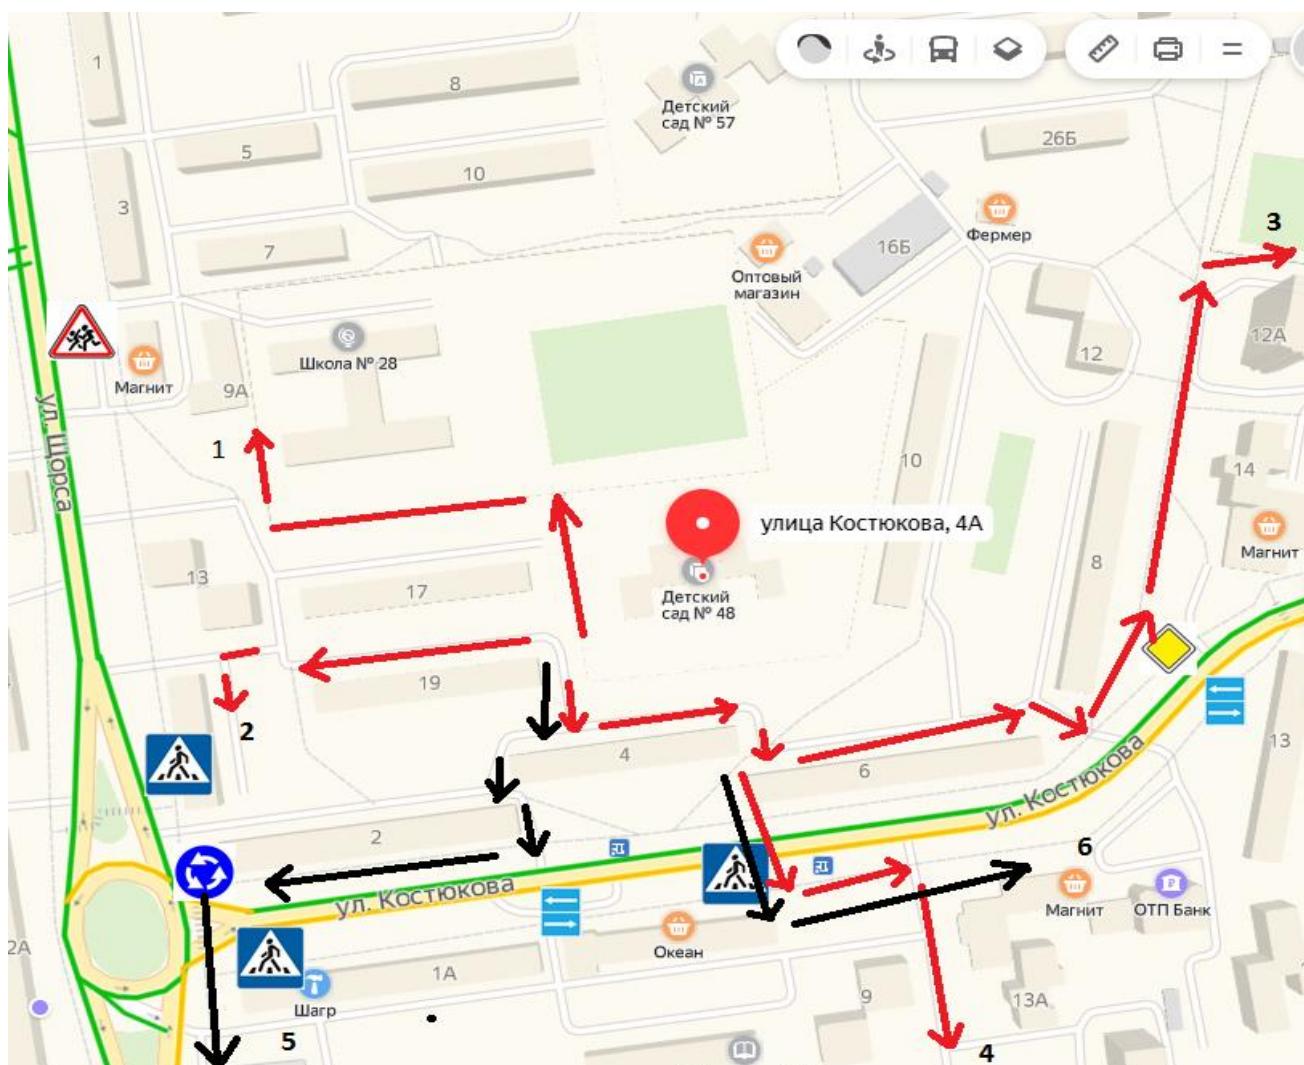 1
8
Детский
сад № 57
26Б
5
10
3
Фермер
3
7
16Б
Оптовый
магазин
12А
Школа № 28
12
Магнит
9А
ул. Щорса
1
10
14
улица Костюкова, 4А
Магнит
13
17
8
Детский
сад № 48
19
2
4
6
13
ул. Костюкова
2
6
ул. Костюкова
Магнит
ОТП Банк
2А
Океан
1А
9
13А
Шагр
5
4